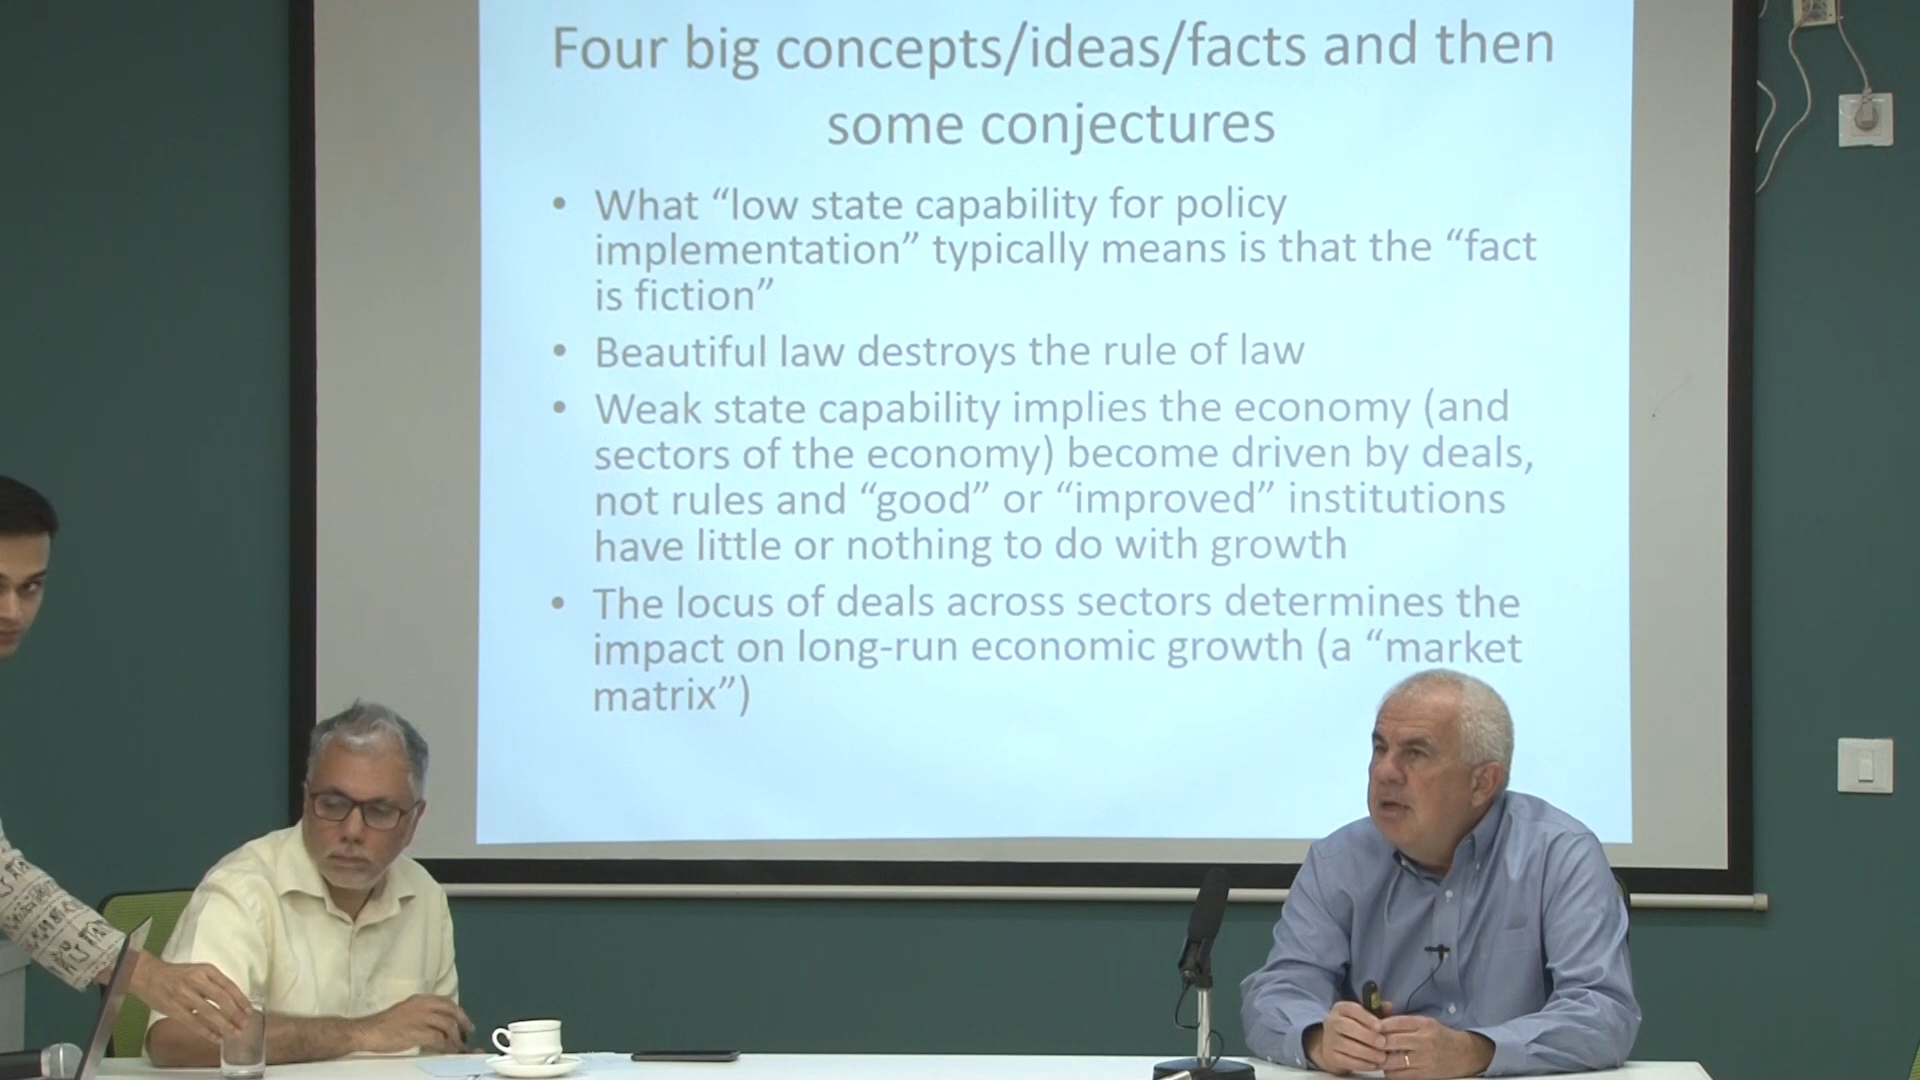 Four big concepts/ideas/facts and then
some conjectures
• What “low state capability for policy
implementation” typically means is that the “fact
is fiction”
• Beautiful law destroys the rule of law
• Weak state capability implies the economy (and
sectors of the economy) become driven by deals,
not rules and “good” or “improved” institutions
have little or nothing to do with growth
• The locus of deals across sectors determines the
impact on long-run economic growth (a “market
matrix”)